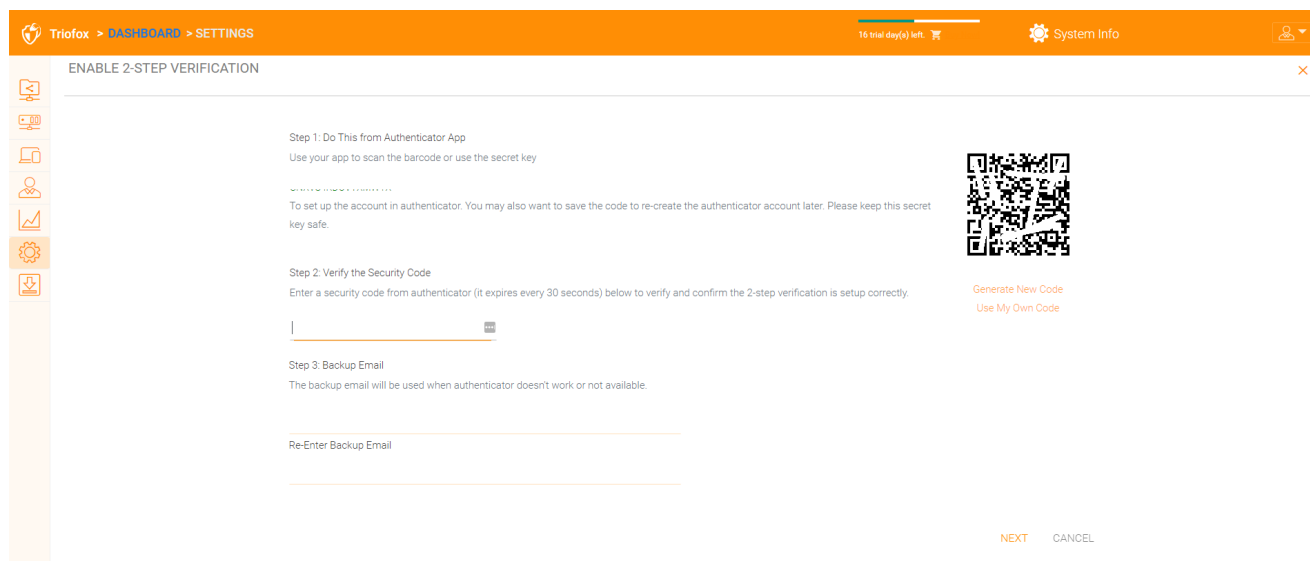 Triofox > DASHBOARD > SETTINGS
16 trial day(s) left.
System Info
ENABLE 2-STEP VERIFICATION
Step 1: Do This from Authenticator App
Use your app to scan the barcode or use the secret key
To set up the account in authenticator. You may also want to save the code to re-create the authenticator account later. Please keep this secret
key safe.
Step 2: Verify the Security Code
Enter a security code from authenticator (it expires every 30 seconds) below to verify and confirm the 2-step verification is setup correctly.
Generate New Code
Use My Own Code
Step 3: Backup Email
The backup email will be used when authenticator doesn't work or not available.
Re-Enter Backup Email
NEXT CANCEL